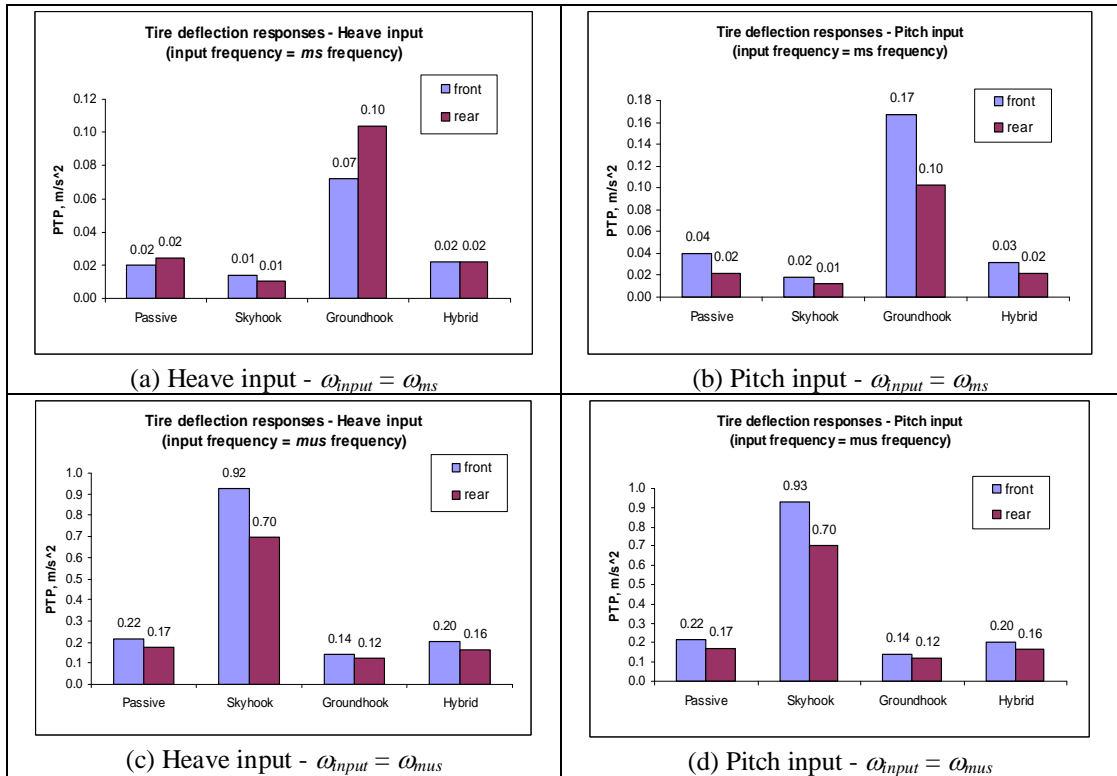 Tire deflection responses - Heave input
(input frequency = ms frequency)
0.12
0.10
0.08
0.06
0.04
0.02
0.00
PTP, m/s^2
front
rear
0.02 0.02
0.01 0.01
0.07 0.10
0.02 0.02
Passive Skyhook Groundhook Hybrid
(a) Heave input - ωinput = ωms
Tire deflection responses - Pitch input
(input frequency = ms frequency)
0.18
0.16
0.14
0.12
0.10
0.08
0.06
0.04
0.02
0.00
PTP, m/s^2
front
rear
0.04 0.02
0.02 0.01
0.17 0.10
0.03 0.02
Passive Skyhook Groundhook Hybrid
(b) Pitch input - ωinput = ωms
Tire deflection responses - Heave input
(input frequency = mus frequency)
1.0
0.9
0.8
0.7
0.6
0.5
0.4
0.3
0.2
0.1
0.0
PTP, m/s^2
front
rear
0.22 0.17
0.92 0.70
0.14 0.12
0.20 0.16
Passive Skyhook Groundhook Hybrid
(c) Heave input - ωinput = ωmus
Tire deflection responses - Pitch input
(input frequency = mus frequency)
1.0
0.9
0.8
0.7
0.6
0.5
0.4
0.3
0.2
0.1
0.0
PTP, m/s^2
front
rear
0.22 0.17
0.93 0.70
0.14 0.12
0.20 0.16
Passive Skyhook Groundhook Hybrid
(d) Pitch input - ωinput = ωmus